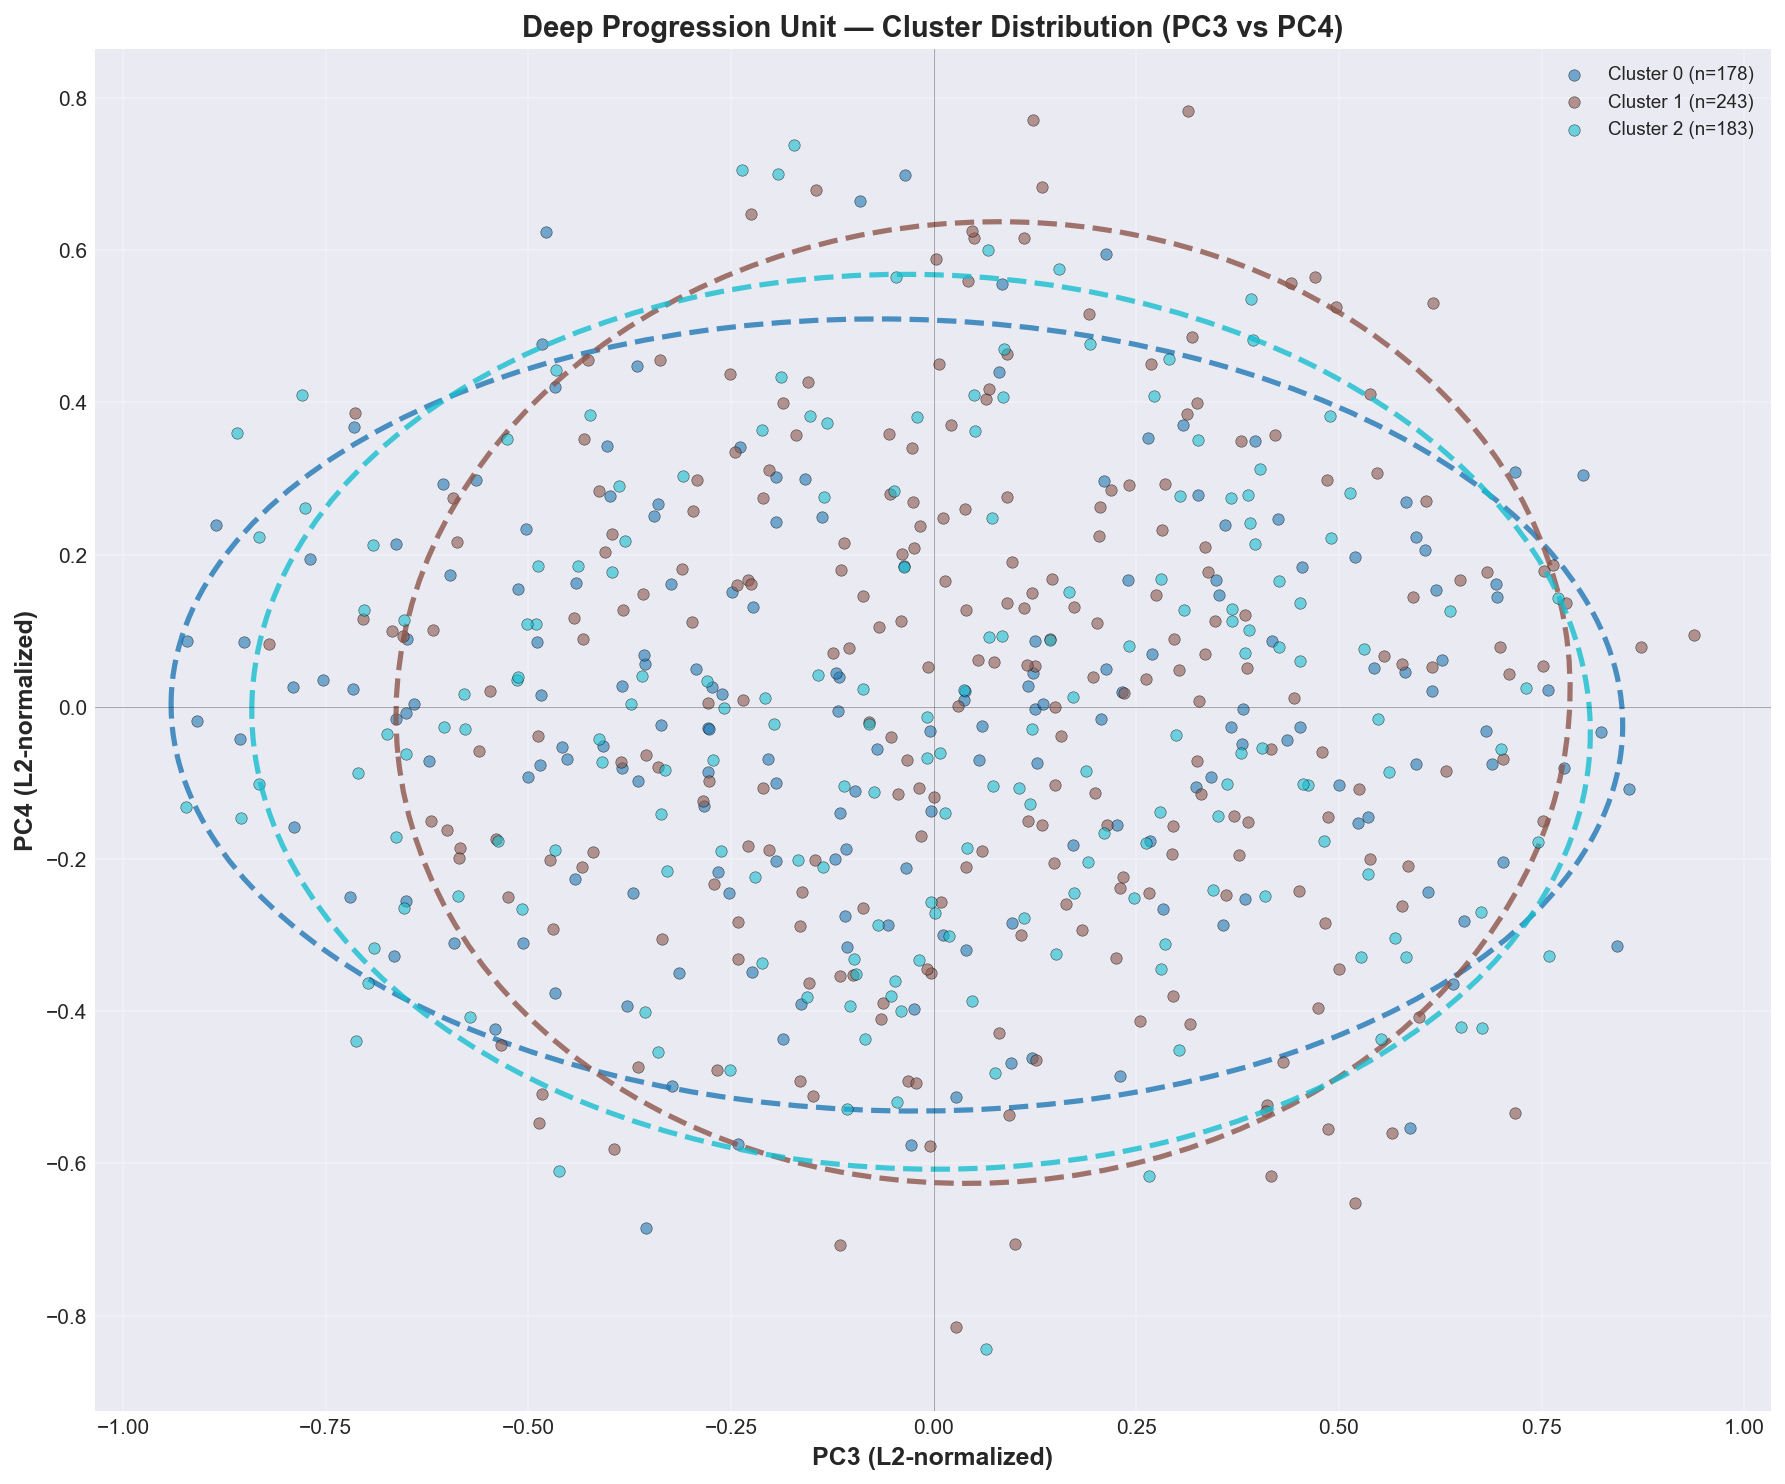 Deep Progression Unit — Cluster Distribution (PC3 vs PC4)
Cluster 0 (n=178)
Cluster 1 (n=243)
Cluster 2 (n=183)
0.8
0.6
0.4
0.2
0.0
−0.2
−0.4
−0.6
−0.8
PC4 (L2-normalized)
−1.00 −0.75 −0.50 −0.25 0.00 0.25 0.50 0.75 1.00
PC3 (L2-normalized)